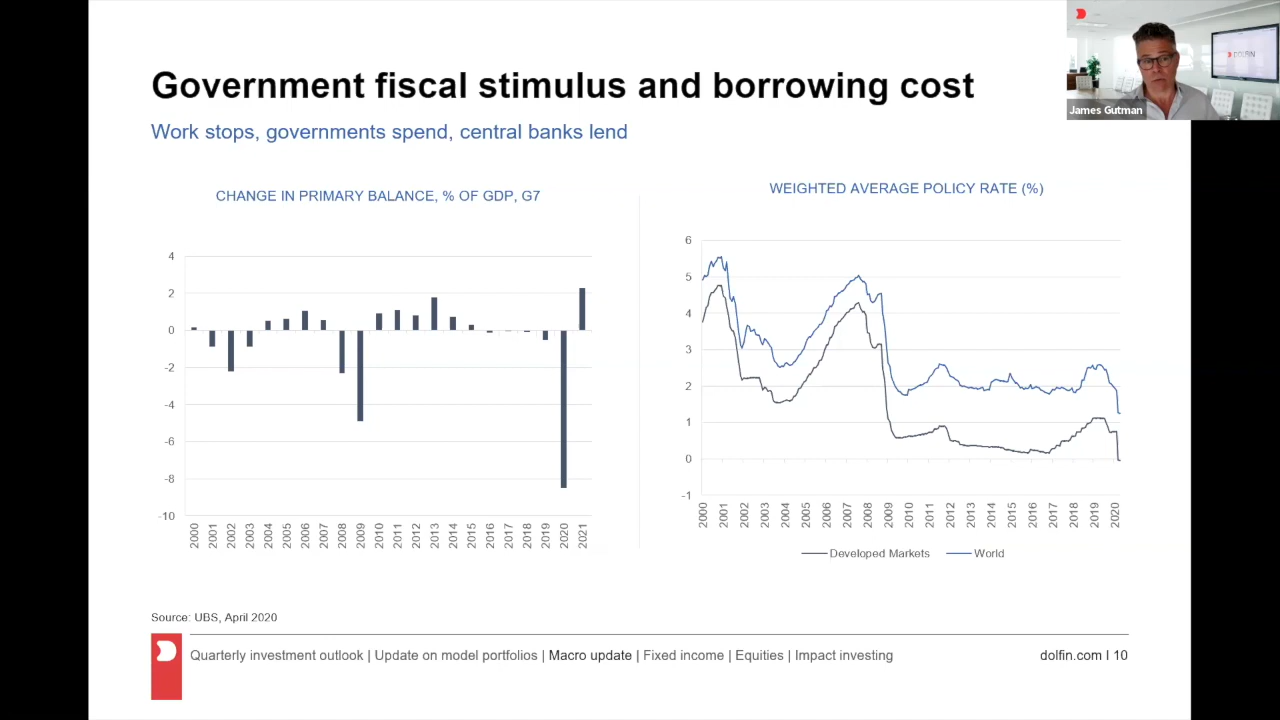 Government fiscal stimulus and borrowing cost
Work stops, governments spend, central banks lend
James Gutman
DOLFIN
CHANGE IN PRIMARY BALANCE, % OF GDP, G7
4
2
0
-2
-4
-6
-8
-10
2000 2001 2002 2003 2004 2005 2006 2007 2008 2009 2010 2011 2012 2013 2014 2015 2016 2017 2018 2019 2020 2021
WEIGHTED AVERAGE POLICY RATE (%)
6
5
4
3
2
1
0
-1
2000 2001 2002 2003 2004 2005 2006 2007 2008 2009 2010 2011 2012 2013 2014 2015 2016 2017 2018 2019 2020
Developed Markets World
Source: UBS, April 2020
Quarterly investment outlook | Update on model portfolios | Macro update | Fixed income | Equities | Impact investing
dolfin.com I 10